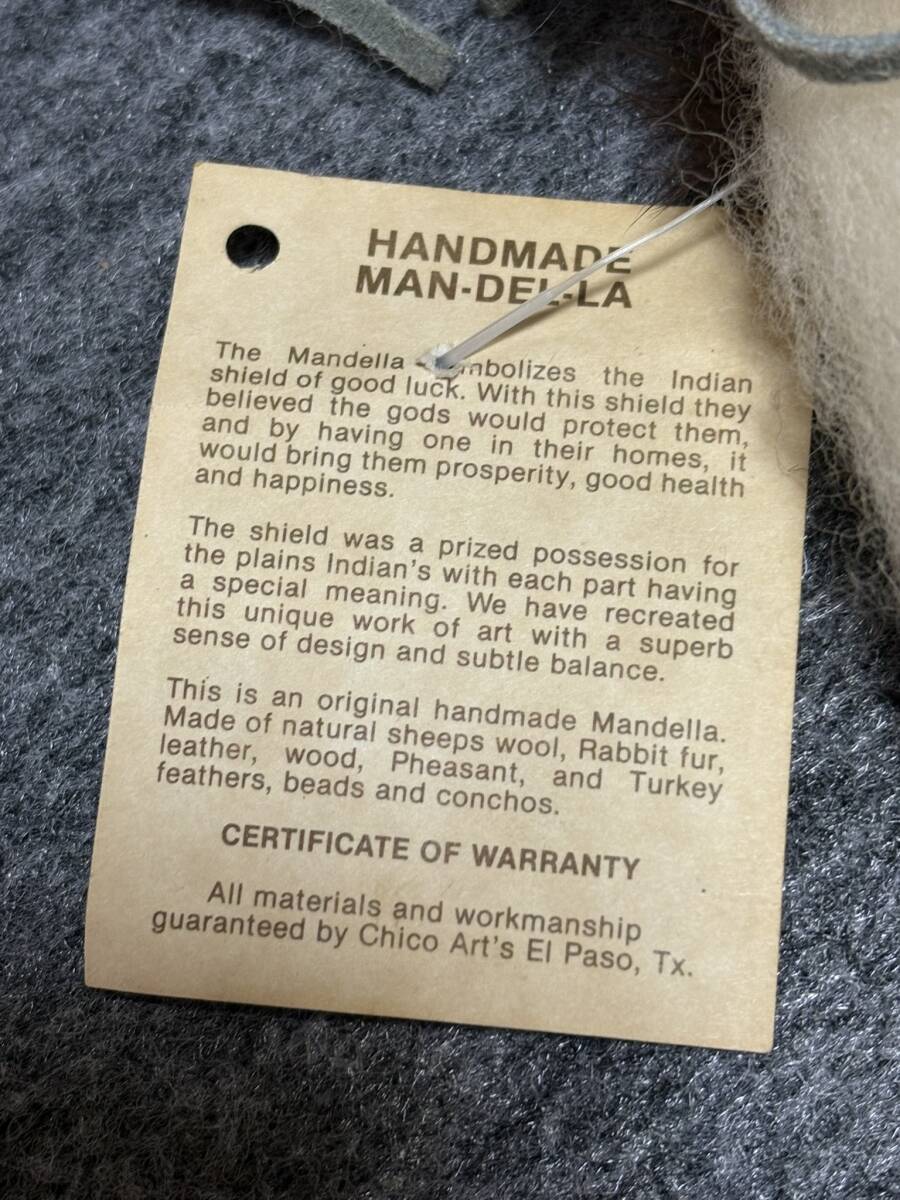 HANDMADE
MAN-DEL-LA
The Mandella mbolizes the Indian
shield of good luck. With this shield they
believed the gods would protect them,
and by having one in their homes, it
would bring them prosperity, good health
and happiness.
The shield was a prized possession for
the plains Indian's with each part having
a special meaning. We have recreated
this unique work of art with a superb
sense of design and subtle balance.
This is an original handmade Mandella.
Made of natural sheeps wool, Rabbit fur,
leather, wood, Pheasant, and Turkey
feathers, beads and conchos.
CERTIFICATE OF WARRANTY
All materials and workmanship
guaranteed by Chico Art's El Paso, Tx.